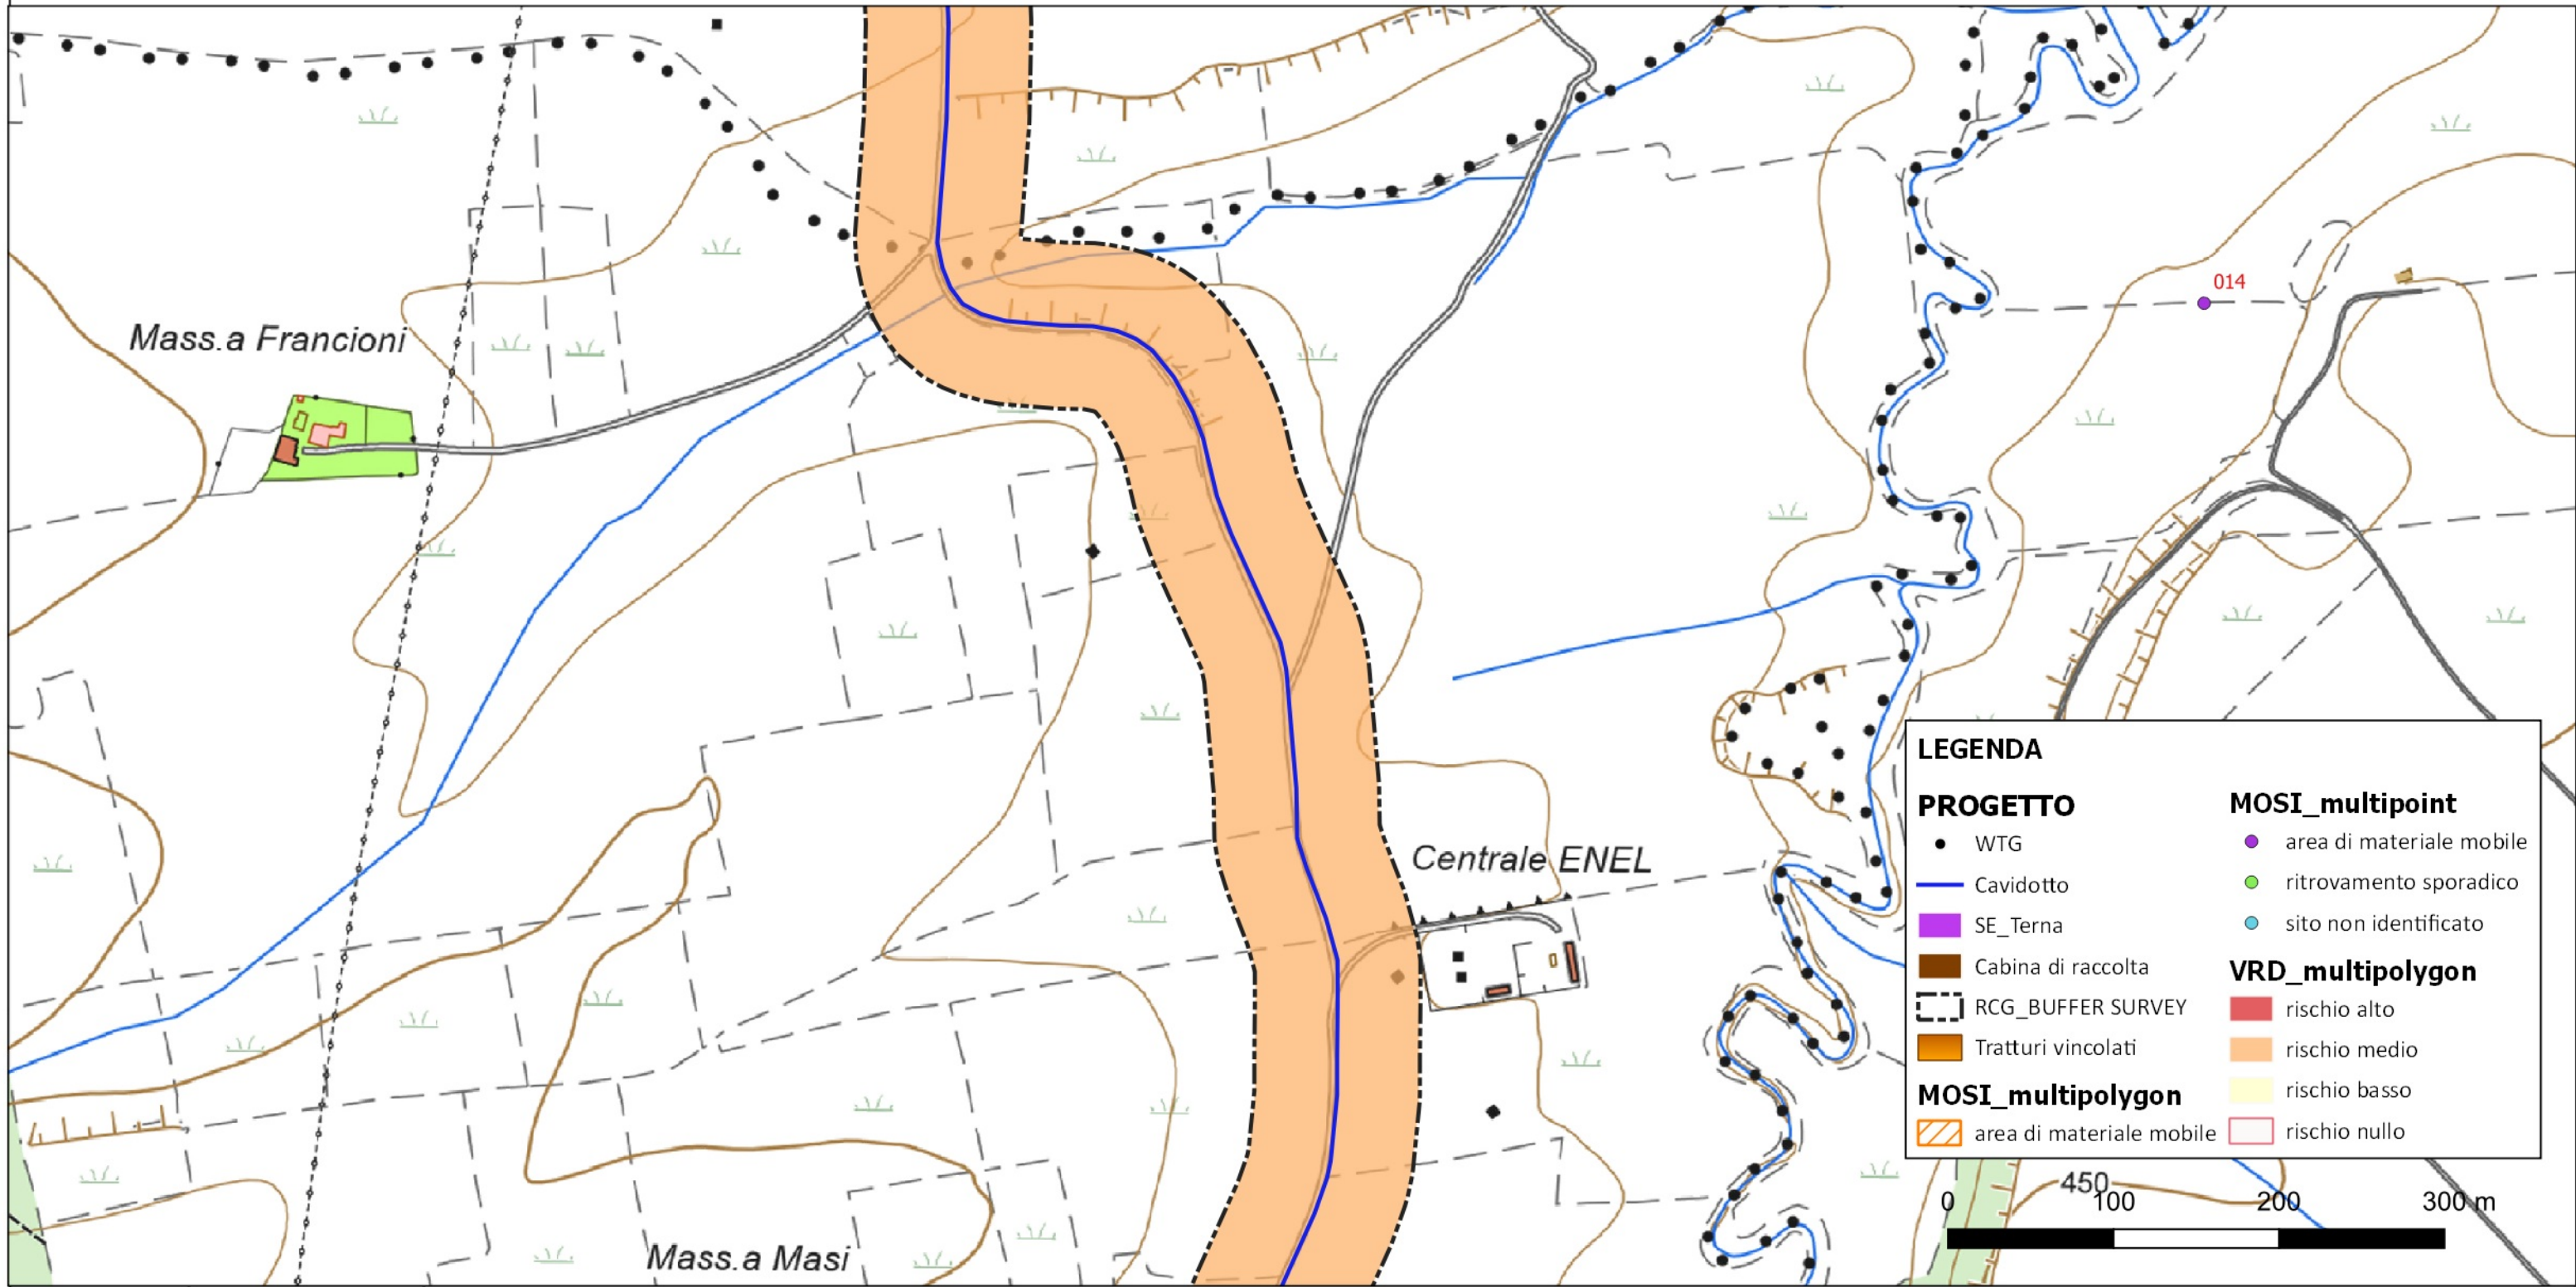 014
Mass.a Francioni
Centrale ENEL
Mass.a Masi
LEGENDA
PROGETTO
WTG
Cavidotto
SE_Terna
Cabina di raccolta
RCG_BUFFER SURVEY
Tratturi vincolati
MOSI_multipolygon
area di materiale mobile
MOSI_multipoint
area di materiale mobile
ritrovamento sporadico
sito non identificato
VRD_multipolygon
rischio alto
rischio medio
rischio basso
rischio nullo
450
0 100 200 300 m